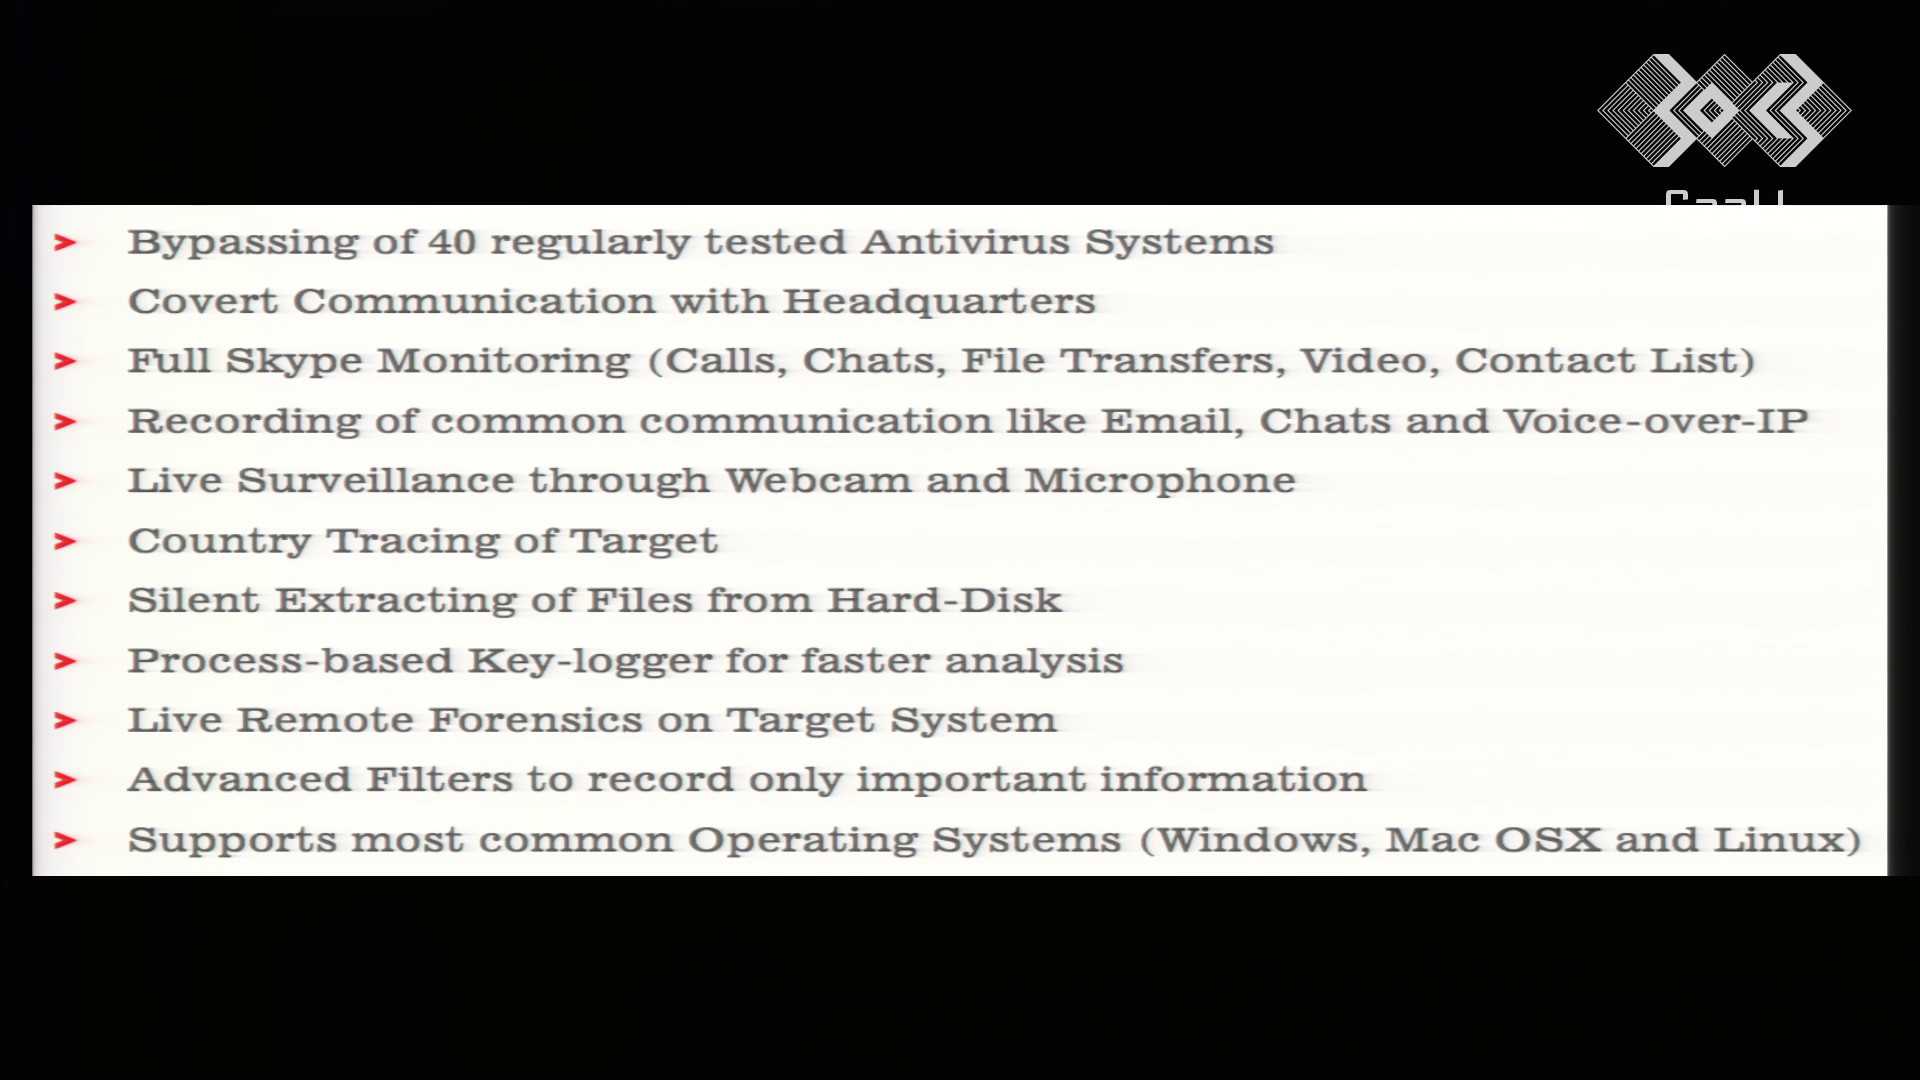 Bypassing of 40 regularly tested Antivirus Systems
Covert Communication with Headquarters
Full Skype Monitoring (Calls, Chats, File Transfers, Video, Contact List)
Recording of common communication like Email, Chats and Voice-over-IP
Live Surveillance through Webcam and Microphone
Country Tracing of Target
Silent Extracting of Files from Hard-Disk
Process-based Key-logger for faster analysis
Live Remote Forensics on Target System
Advanced Filters to record only important information
Supports most common Operating Systems (Windows, Mac OSX and Linux)